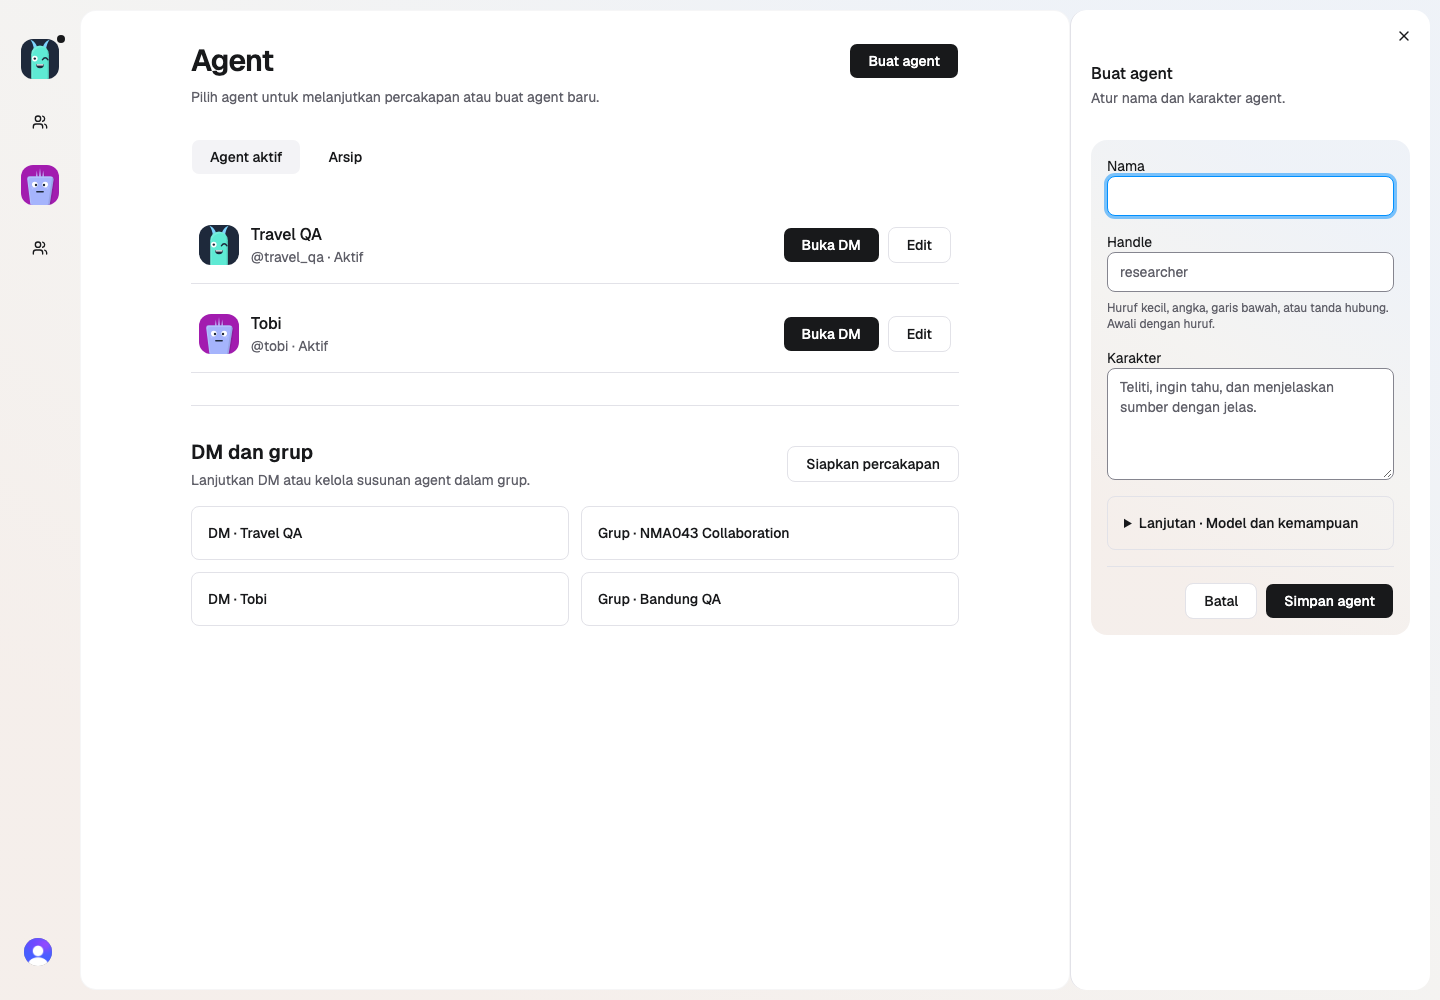 Agent
Buat agent
Pilih agent untuk melanjutkan percakapan atau buat agent baru.
Agent aktif
Arsip
Travel QA
@travel_qa · Aktif
Buka DM
Edit
Tobi
@tobi · Aktif
Buka DM
Edit
DM dan grup
Lanjutkan DM atau kelola susunan agent dalam grup.
Siapkan percakapan
DM · Travel QA
Grup · NMA043 Collaboration
DM · Tobi
Grup · Bandung QA
Buat agent
Atur nama dan karakter agent.
Nama
Handle
researcher
Huruf kecil, angka, garis bawah, atau tanda hubung.
Awali dengan huruf.
Karakter
Teliti, ingin tahu, dan menjelaskan
sumber dengan jelas.
Lanjutan · Model dan kemampuan
Batal
Simpan agent